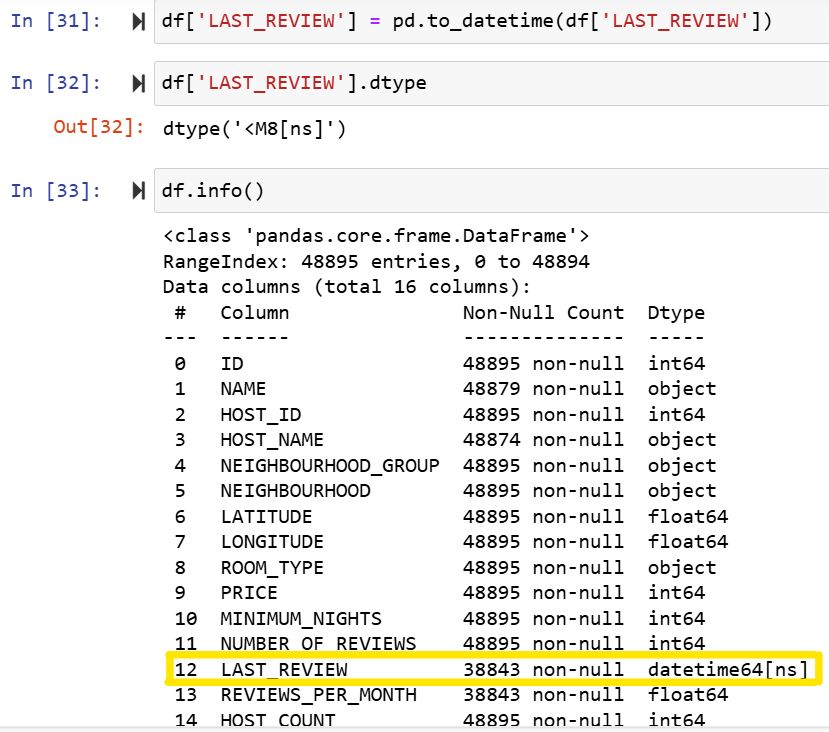 In [31]: df['LAST_REVIEW'] = pd.to_datetime(df['LAST_REVIEW'])
In [32]: df['LAST_REVIEW'].dtype
Out[32]: dtype('<M8[ns]')
In [33]: df.info()
<class 'pandas.core.frame.DataFrame'>
RangeIndex: 48895 entries, 0 to 48894
Data columns (total 16 columns):
 #   Column               Non-Null Count  Dtype
---  ------               --------------  -----
 0   ID                   48895 non-null  int64
 1   NAME                 48879 non-null  object
 2   HOST_ID              48895 non-null  int64
 3   HOST_NAME            48874 non-null  object
 4   NEIGHBOURHOOD_GROUP  48895 non-null  object
 5   NEIGHBOURHOOD        48895 non-null  object
 6   LATITUDE             48895 non-null  float64
 7   LONGITUDE            48895 non-null  float64
 8   ROOM_TYPE            48895 non-null  object
 9   PRICE                48895 non-null  int64
 10  MINIMUM_NIGHTS       48895 non-null  int64
 11  NUMBER_OF_REVIEWS    48895 non-null  int64
 12  LAST_REVIEW          38843 non-null  datetime64[ns]
 13  REVIEWS_PER_MONTH    38843 non-null  float64
 14  HOST_COUNT           48895 non-null  int64